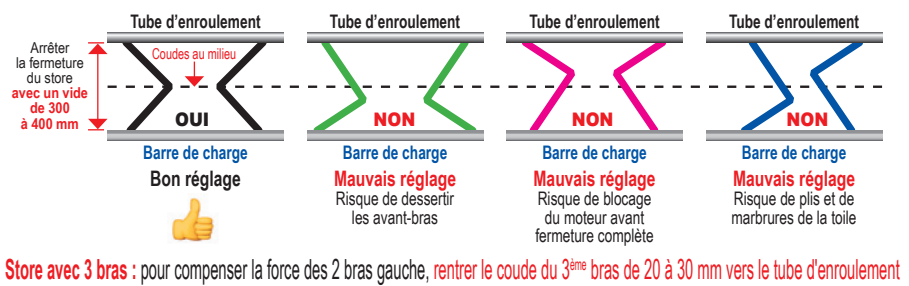 Tube d'enroulement
Tube d'enroulement
Tube d'enroulement
Tube d'enroulement
Arrêter
la fermeture
du store
avec un vide
de 300
à 400 mm
Coudes au milieu
OUI
NON
NON
NON
Barre de charge
Bon réglage
Barre de charge
Mauvais réglage
Risque de dessertir
les avant-bras
Barre de charge
Mauvais réglage
Risque de blocage
du moteur avant
fermeture complète
Barre de charge
Mauvais réglage
Risque de plis et de
marbrures de la toile
Store avec 3 bras : pour compenser la force des 2 bras gauche, rentrer le coude du 3ème bras de 20 à 30 mm vers le tube d'enroulement